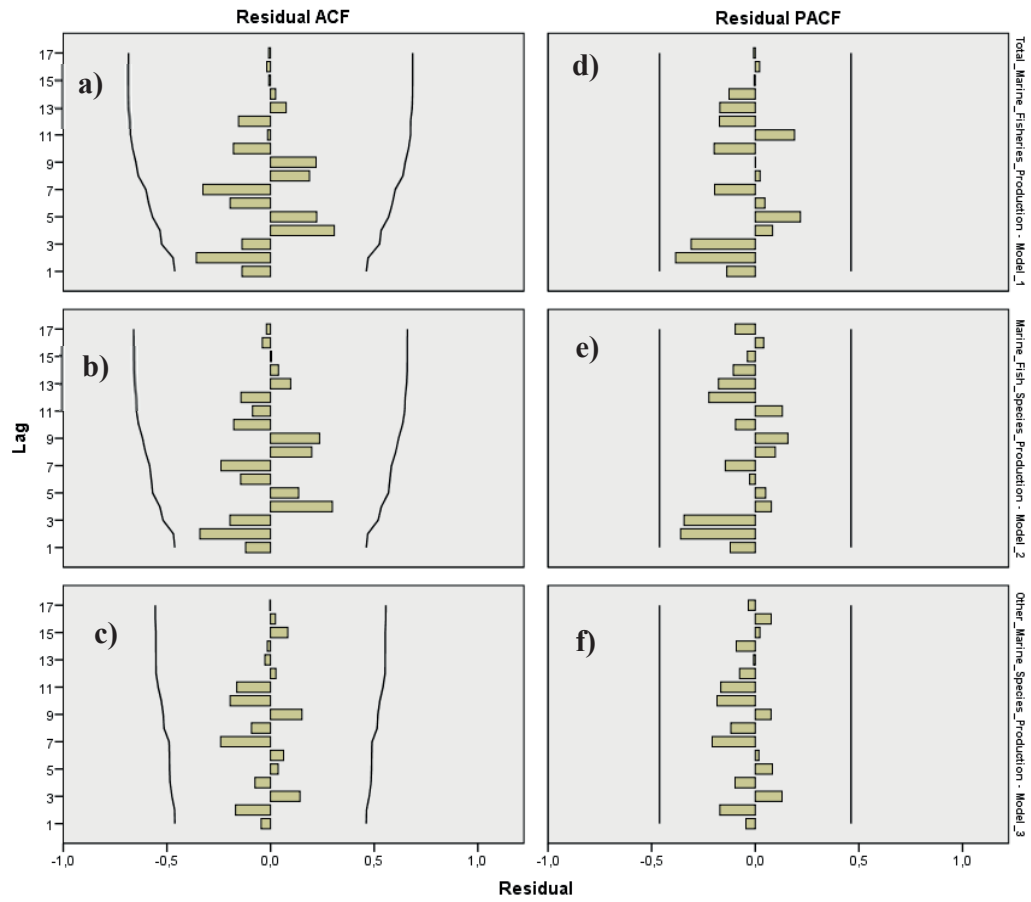 Residual ACF
Residual PACF
Lag
a)
17
15
13
11
9
7
5
3
1
d)
Total_Marine_Fisheries_Production - Model_1
b)
17
15
13
11
9
7
5
3
1
e)
Marine_Fish_Species_Production - Model_2
c)
17
15
13
11
9
7
5
3
1
f)
Other_Marine_Species_Production - Model_3
-1,0 -0,5 0,0 0,5 1,0
-1,0 -0,5 0,0 0,5 1,0
Residual